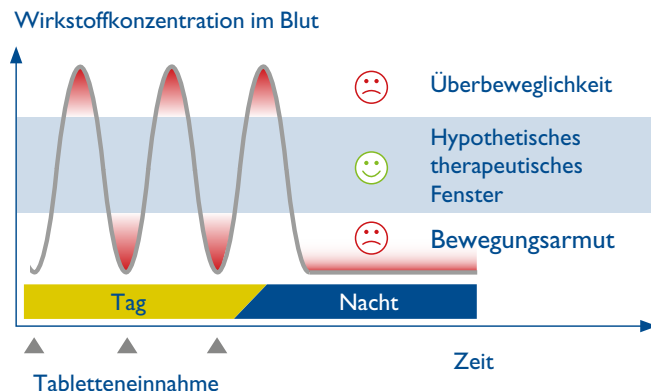 Wirkstoffkonzentration im Blut
Überbeweglichkeit
Hypothetisches
therapeutisches
Fenster
Bewegungsarmut
Tag
Nacht
Zeit
Tabletteneinnahme